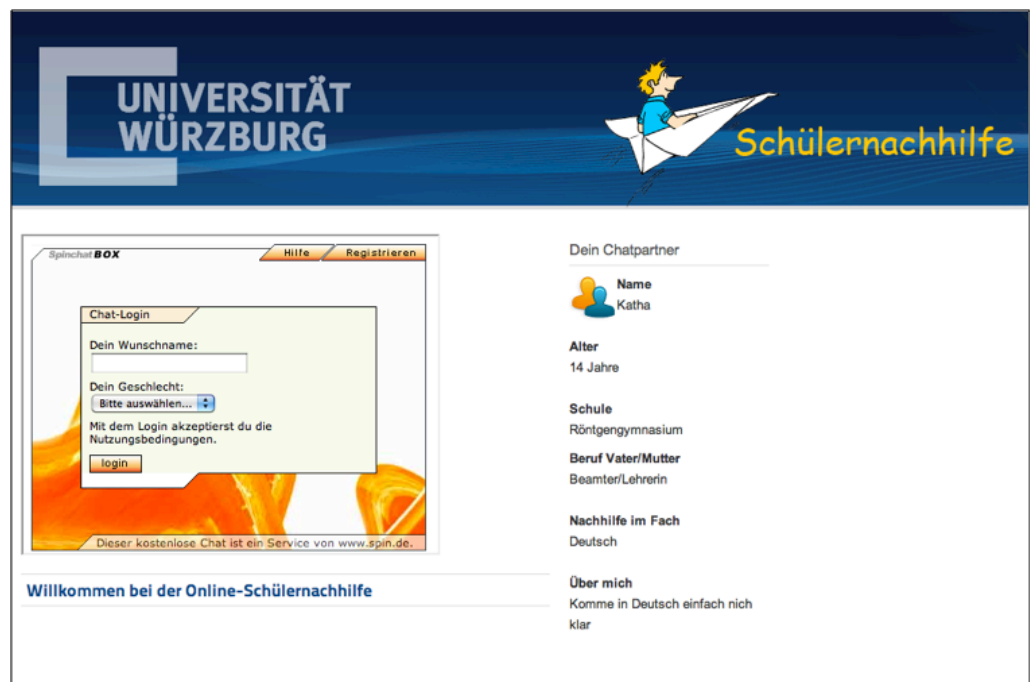 UNIVERSITÄT
WÜRZBURG
Schülernachhilfe
Spinchat BOX
Hilfe
Registrieren
Chat-Login
Dein Wunschname:
Dein Geschlecht:
Bitte auswählen...
Mit dem Login akzeptierst du die
Nutzungsbedingungen.
login
Dieser kostenlose Chat ist ein Service von www.spin.de.
Willkommen bei der Online-Schülernachhilfe
Dein Chatpartner
Name
Katha
Alter
14 Jahre
Schule
Röntgengymnasium
Beruf Vater/Mutter
Beamter/Lehrerin
Nachhilfe im Fach
Deutsch
Über mich
Komme in Deutsch einfach nich
klar